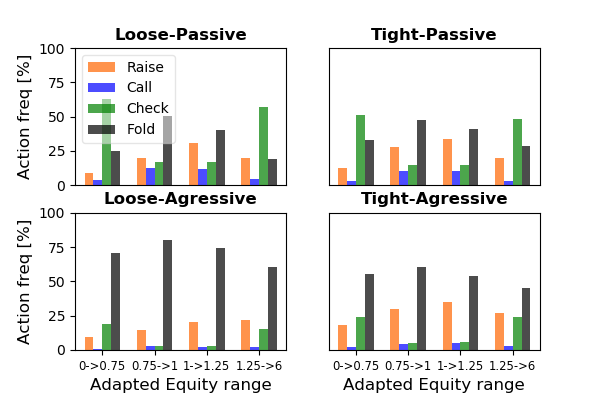 Loose-Passive
Tight-Passive
Action freq [%]
100
75
50
25
0
Raise
Call
Check
Fold
Loose-Agressive
Tight-Agressive
Action freq [%]
100
75
50
25
0
0->0.75 0.75->1 1->1.25 1.25->6
0->0.75 0.75->1 1->1.25 1.25->6
Adapted Equity range
Adapted Equity range